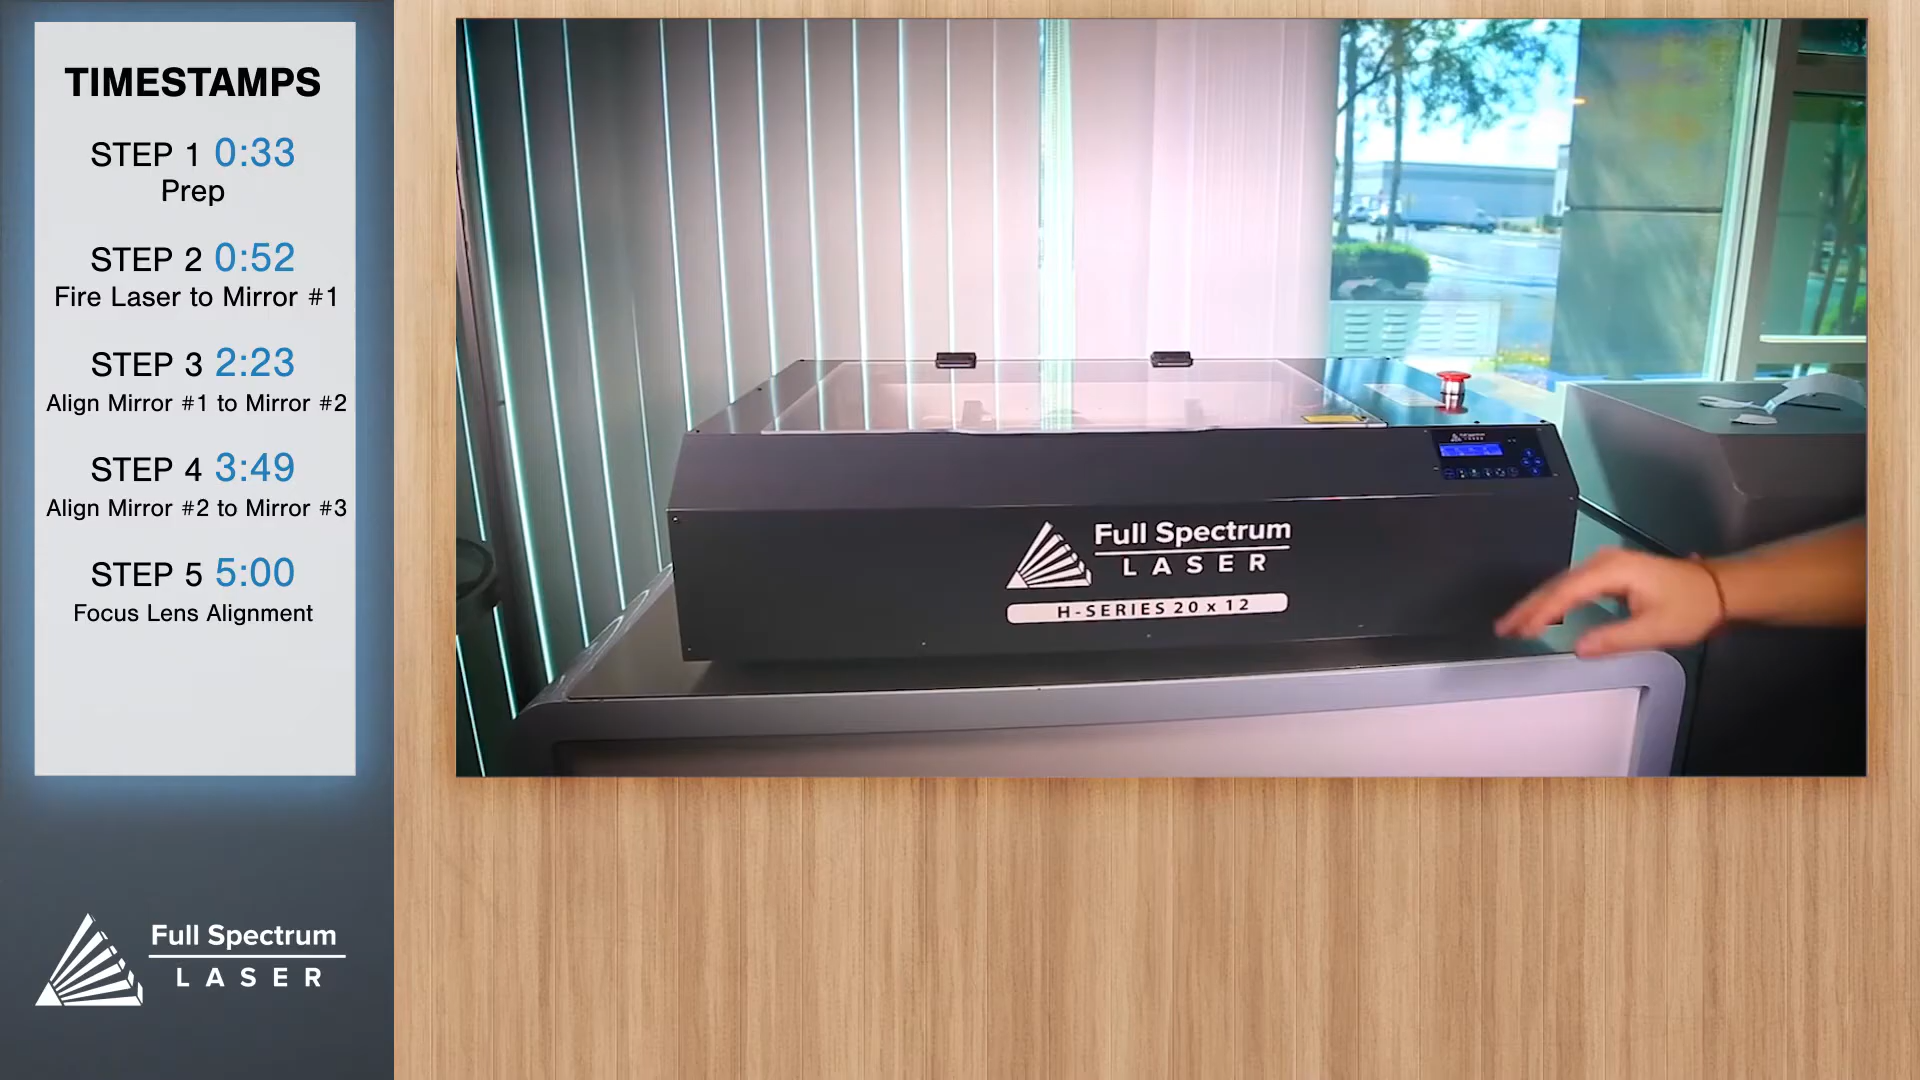 TIMESTAMPS
STEP 1 0:33
Prep
STEP 2 0:52
Fire Laser to Mirror #1
STEP 3 2:23
Align Mirror #1 to Mirror #2
STEP 4 3:49
Align Mirror #2 to Mirror #3
STEP 5 5:00
Focus Lens Alignment
Full Spectrum
LASER
Full Spectrum
LASER
H-SERIES 20 x 12